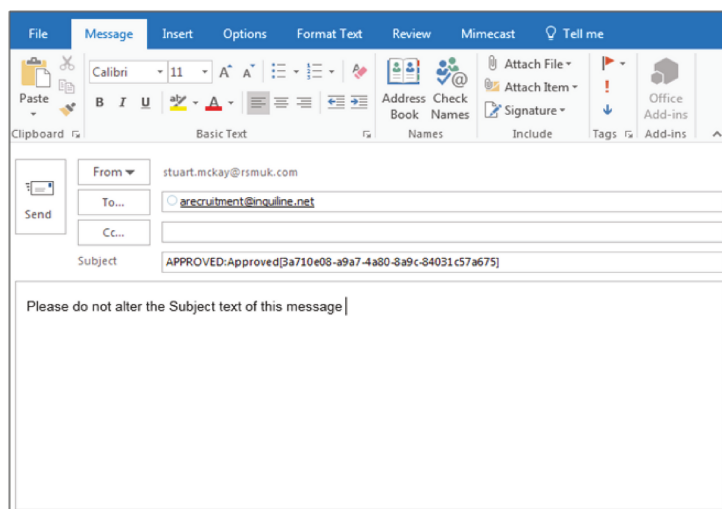 File Message Insert Options Format Text Review Mimecast Tell me
Paste
Clipboard
Calibri 11 A A
B I U aby A
Basic Text
Address Book
Check Names
Names
Attach File
Attach Item
Signature
Include
!
Tags
Office Add-ins
Add-ins
Send
From stuart.mckay@rsmuk.com
To... arecruitment@inquiline.net
Cc...
Subject APPROVED:Approved[3a710e08-a9a7-4a80-8a9c-84031c57a675]
Please do not alter the Subject text of this message